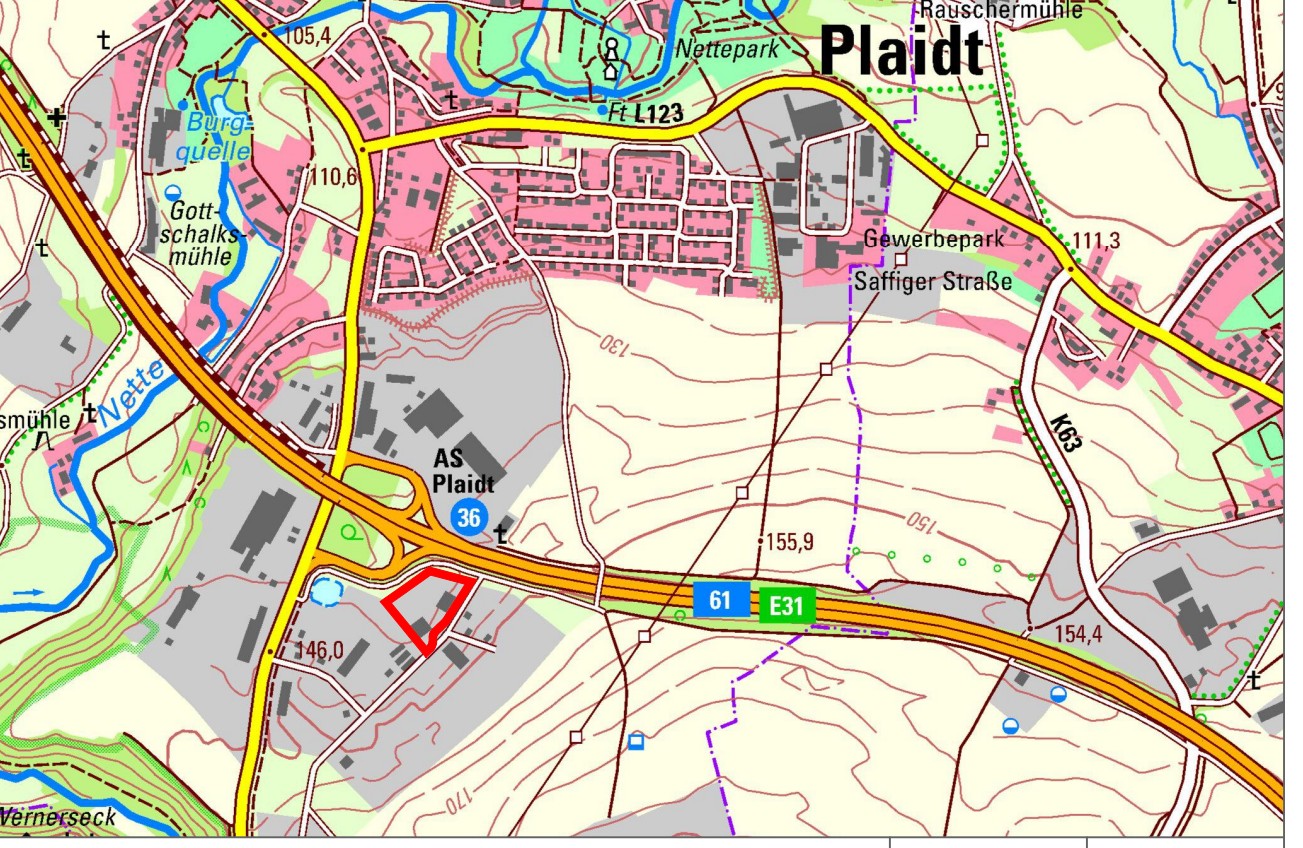 Rauschermühle
105,4
Nettepark
Plaidt
Ft L123
Burg-
quelle
110,6
Gott-
schalks-
mühle
Gewerbepark
111,3
Saffiger Straße
130
Nette
smühle
K63
AS
Plaidt
36
150
155,9
61
E31
154,4
146,0
170
Wernerseck